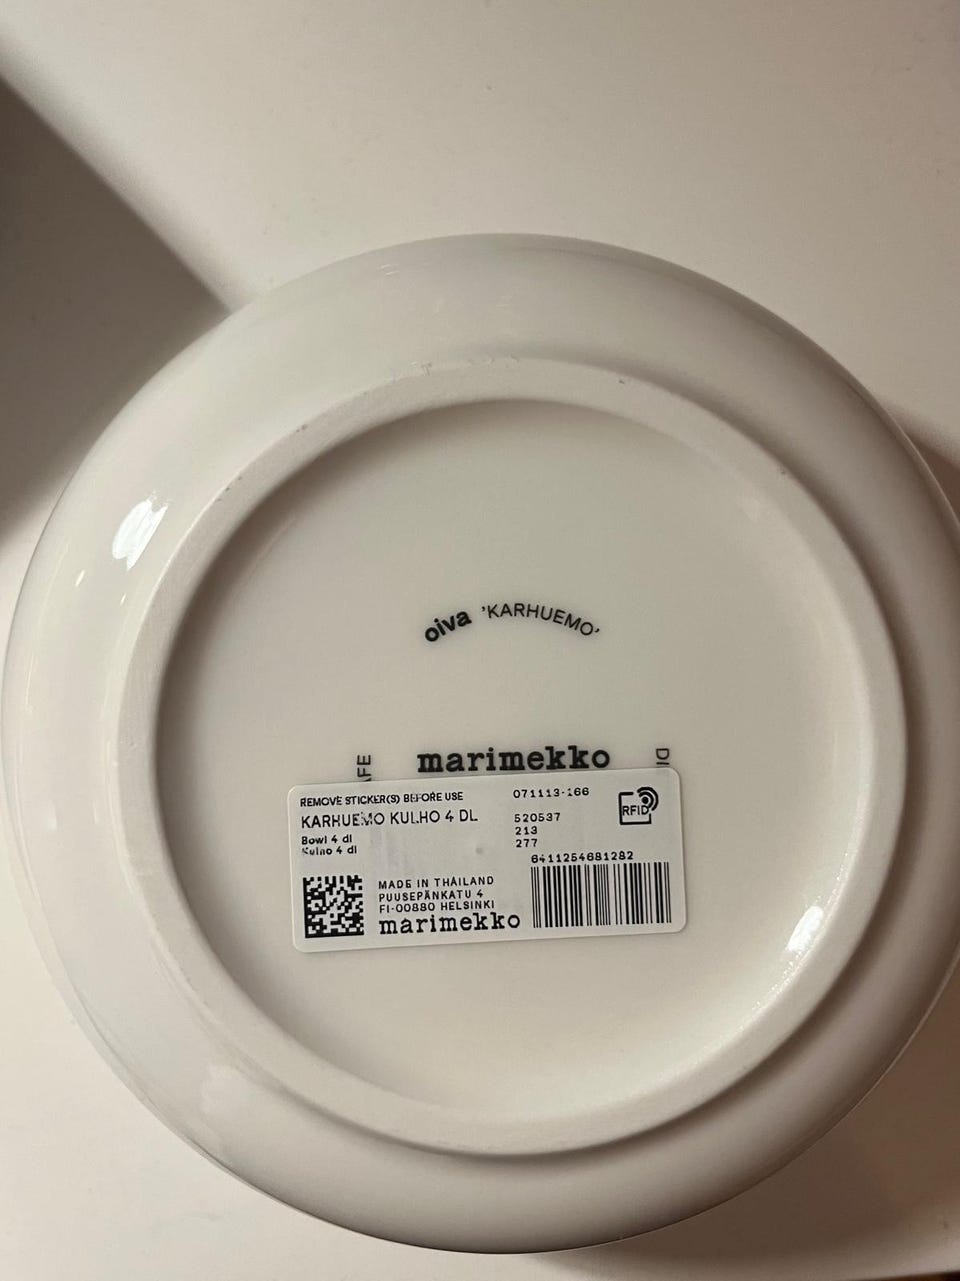 oiva 'KARHUEMO'
marimekko
REMOVE STICKER(S) BEFORE USE
KARHUEMO KULHO 4 DL
Bowl 4 dl
Kulho 4 dl
071113-166
520537
213
277
RFID
6411254681282
MADE IN THAILAND
PUUSEPÄNKATU 4
FI-00880 HELSINKI
marimekko